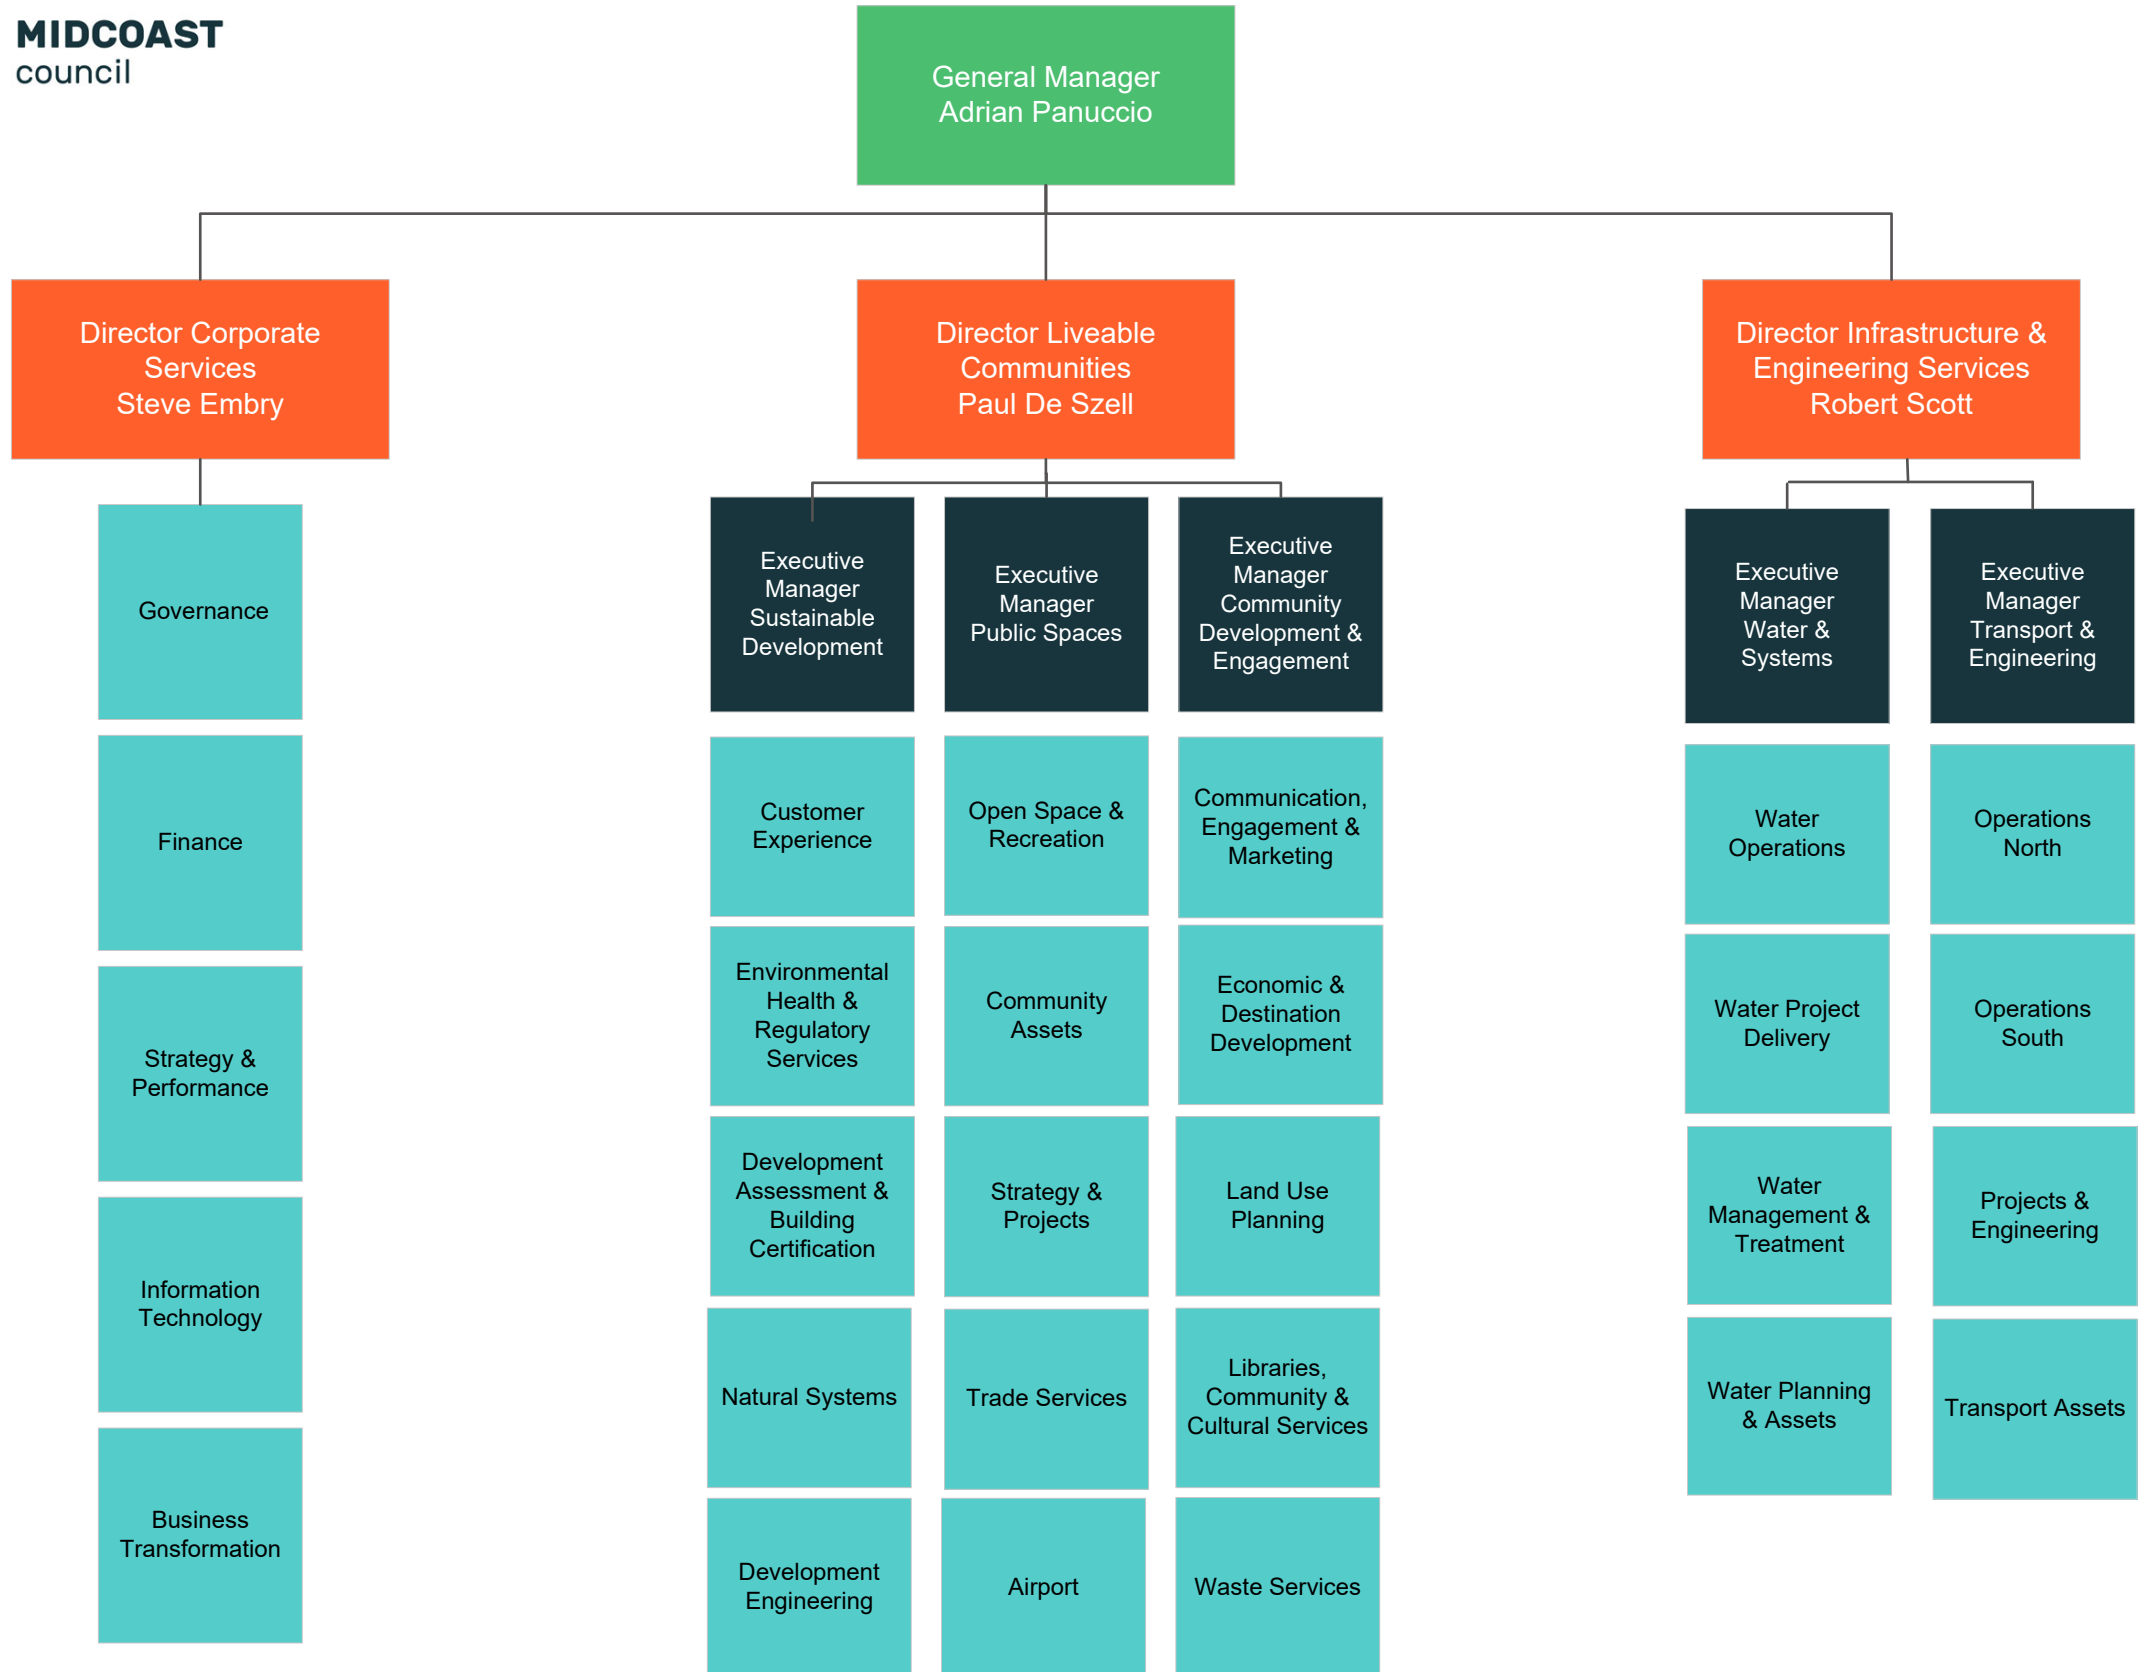 MIDCOAST
council
General Manager
Adrian Panuccio
Director Corporate
Services
Steve Embry
Director Liveable
Communities
Paul De Szell
Director Infrastructure &
Engineering Services
Robert Scott
Governance
Finance
Strategy &
Performance
Information
Technology
Business
Transformation
Executive
Manager
Sustainable
Development
Customer
Experience
Environmental
Health &
Regulatory
Services
Development
Assessment &
Building
Certification
Natural Systems
Development
Engineering
Executive
Manager
Public Spaces
Open Space &
Recreation
Community
Assets
Strategy &
Projects
Trade Services
Airport
Executive
Manager
Community
Development &
Engagement
Communication,
Engagement &
Marketing
Economic &
Destination
Development
Land Use
Planning
Libraries,
Community &
Cultural Services
Waste Services
Executive
Manager
Water &
Systems
Water
Operations
Water Project
Delivery
Water
Management &
Treatment
Water Planning
& Assets
Executive
Manager
Transport &
Engineering
Operations
North
Operations
South
Projects &
Engineering
Transport Assets